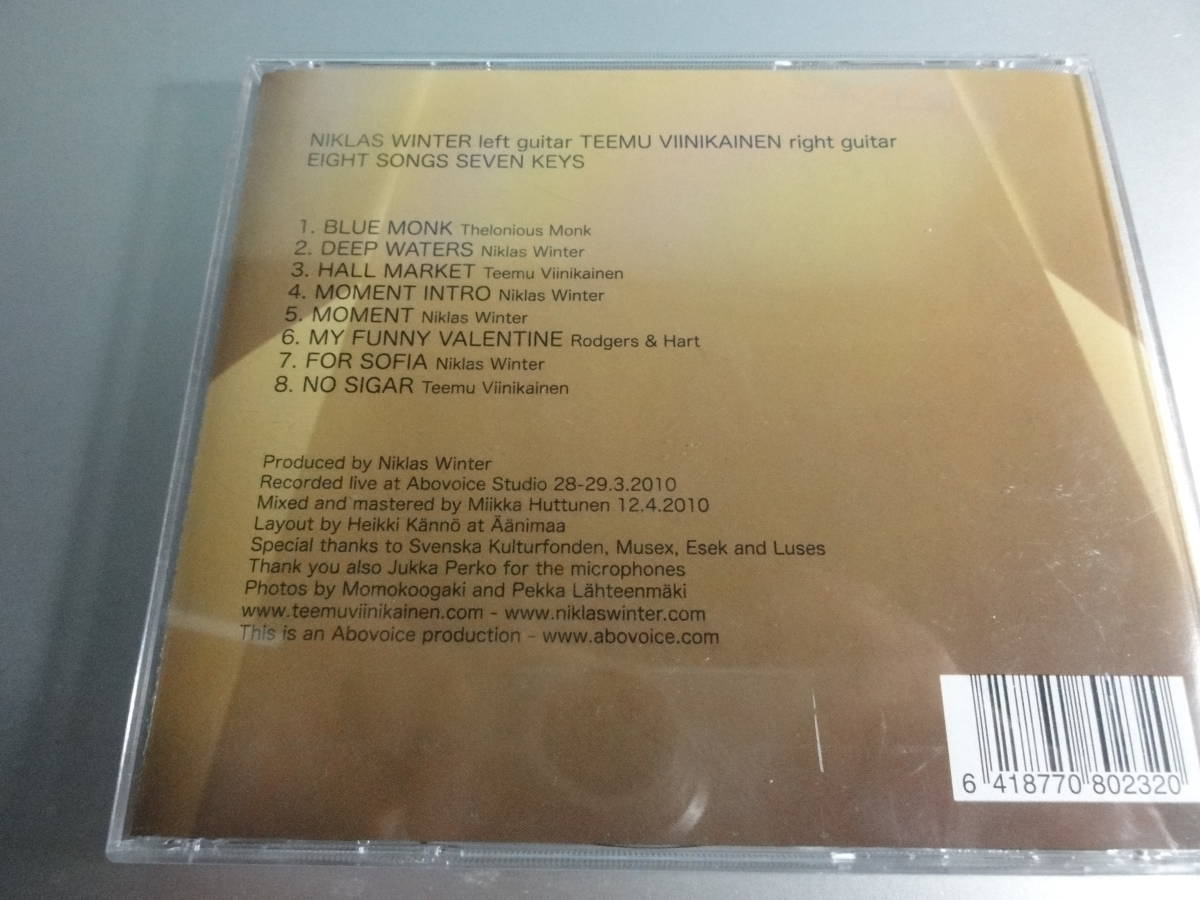 NIKLAS WINTER left guitar TEEMU VIINIKAINEN right guitar
EIGHT SONGS SEVEN KEYS
1. BLUE MONK Thelonious Monk
2. DEEP WATERS Niklas Winter
3. HALL MARKET Teemu Viinikainen
4. MOMENT INTRO Niklas Winter
5. MOMENT Niklas Winter
6. MY FUNNY VALENTINE Rodgers & Hart
7. FOR SOFIA Niklas Winter
8. NO SIGAR Teemu Viinikainen
Produced by Niklas Winter
Recorded live at Abovoice Studio 28-29.3.2010
Mixed and mastered by Miikka Huttunen 12.4.2010
Layout by Heikki Kännö at Äänimaa
Special thanks to Svenska Kulturfonden, Musex, Esek and Luses
Thank you also Jukka Perko for the microphones
Photos by Momokoogaki and Pekka Lähteenmäki
www.teemuviinikainen.com - www.niklaswinter.com
This is an Abovoice production - www.abovoice.com
6 418770 802320